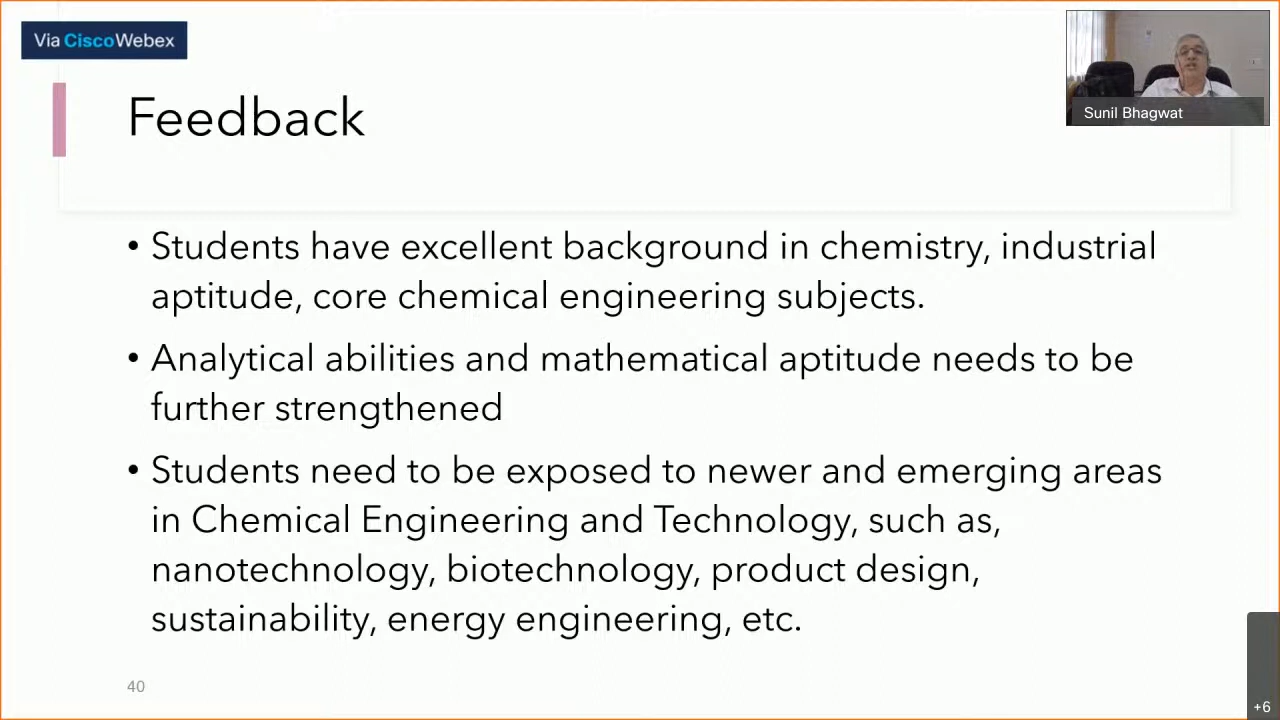 Via CiscoWebex
Sunil Bhagwat
Feedback
• Students have excellent background in chemistry, industrial
aptitude, core chemical engineering subjects.
• Analytical abilities and mathematical aptitude needs to be
further strengthened
• Students need to be exposed to newer and emerging areas
in Chemical Engineering and Technology, such as,
nanotechnology, biotechnology, product design,
sustainability, energy engineering, etc.
40
+6